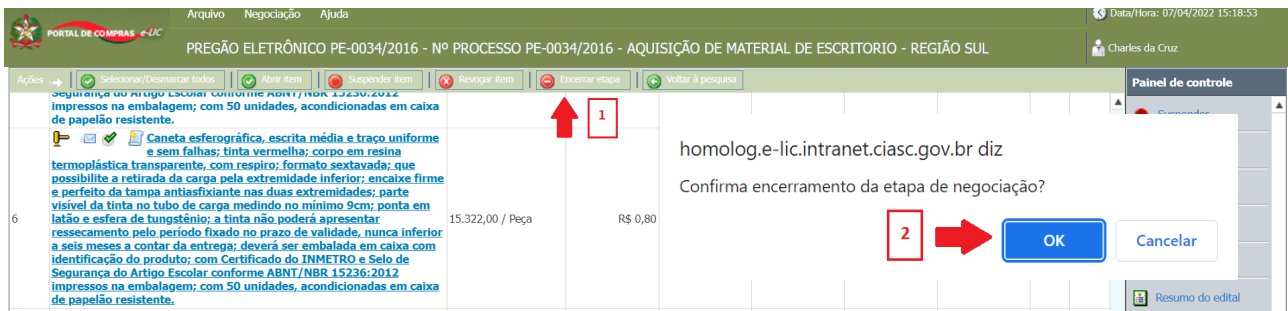 Arquivo Negociação Ajuda
Data/Hora: 07/04/2022 15:18:53
PORTAL DE COMPRAS e-LIC
PREGÃO ELETRÔNICO PE-0034/2016 - Nº PROCESSO PE-0034/2016 - AQUISIÇÃO DE MATERIAL DE ESCRITORIO - REGIÃO SUL
Charles da Cruz
Ações Selecionar/Desmarcar todos Abrir item Suspender item Revogar item Encerrar etapa Voltar à pesquisa
Painel de controle
Segurança do Artigo Escolar conforme ABNT/NBR 15236:2012
impressos na embalagem; com 50 unidades, acondicionadas em caixa
de papelão resistente.
1
Suspender
Caneta esferográfica, escrita média e traço uniforme
e sem falhas; tinta vermelha; corpo em resina
termoplástica transparente, com respiro; formato sextavada; que
possibilite a retirada da carga pela extremidade inferior; encaixe firme
e perfeito da tampa antiasfixiante nas duas extremidades; parte
visível da tinta no tubo de carga medindo no mínimo 9cm; ponta em
latão e esfera de tungstênio; a tinta não poderá apresentar
ressecamento pelo período fixado no prazo de validade, nunca inferior
a seis meses a contar da entrega; deverá ser embalada em caixa com
identificação do produto; com Certificado do INMETRO e Selo de
Segurança do Artigo Escolar conforme ABNT/NBR 15236:2012
impressos na embalagem; com 50 unidades, acondicionadas em caixa
de papelão resistente.
6
15.322,00 / Peça
R$ 0,80
homolog.e-lic.intranet.ciasc.gov.br diz
Confirma encerramento da etapa de negociação?
2
OK
Cancelar
Resumo do edital